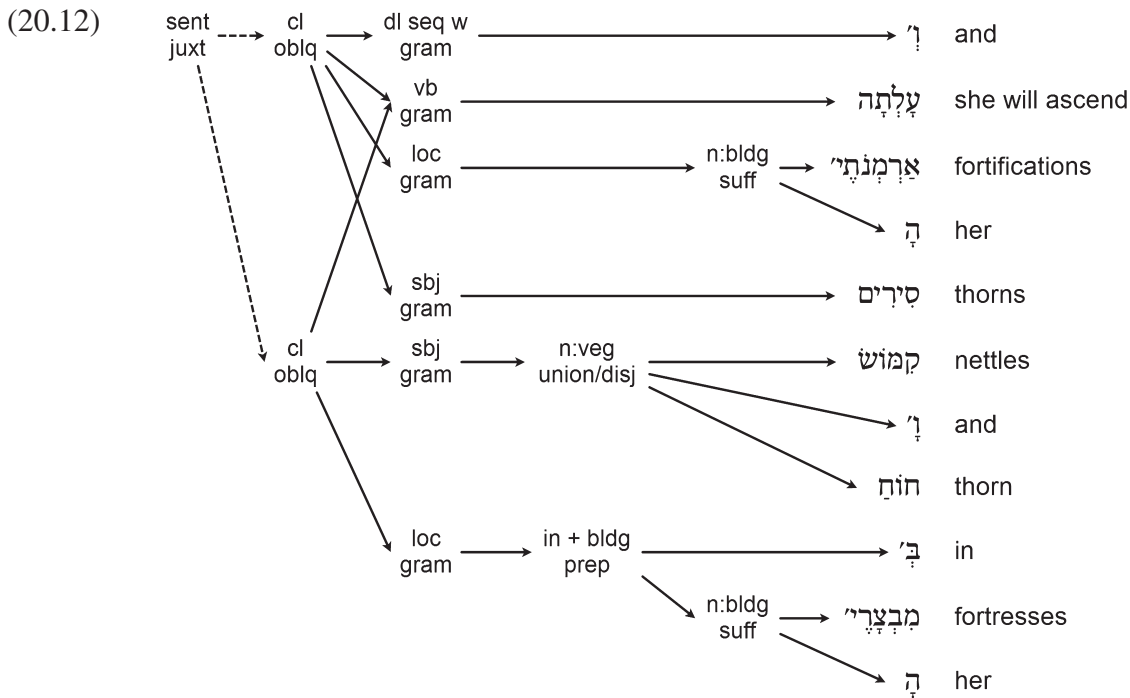 (20.12)
sent juxt
cl oblq
dl seq w gram
וְ׳ and
vb gram
עָלְתָה she will ascend
loc gram
n:bldg suff
אַרְמְנֹתֶי׳ fortifications
הָ her
sbj gram
סִירִים thorns
cl oblq
sbj gram
n:veg union/disj
קִמּוֹשׂ nettles
וָ׳ and
חוֹחַ thorn
loc gram
in + bldg prep
בְּ׳ in
n:bldg suff
מִבְצָרֶי׳ fortresses
הָ her